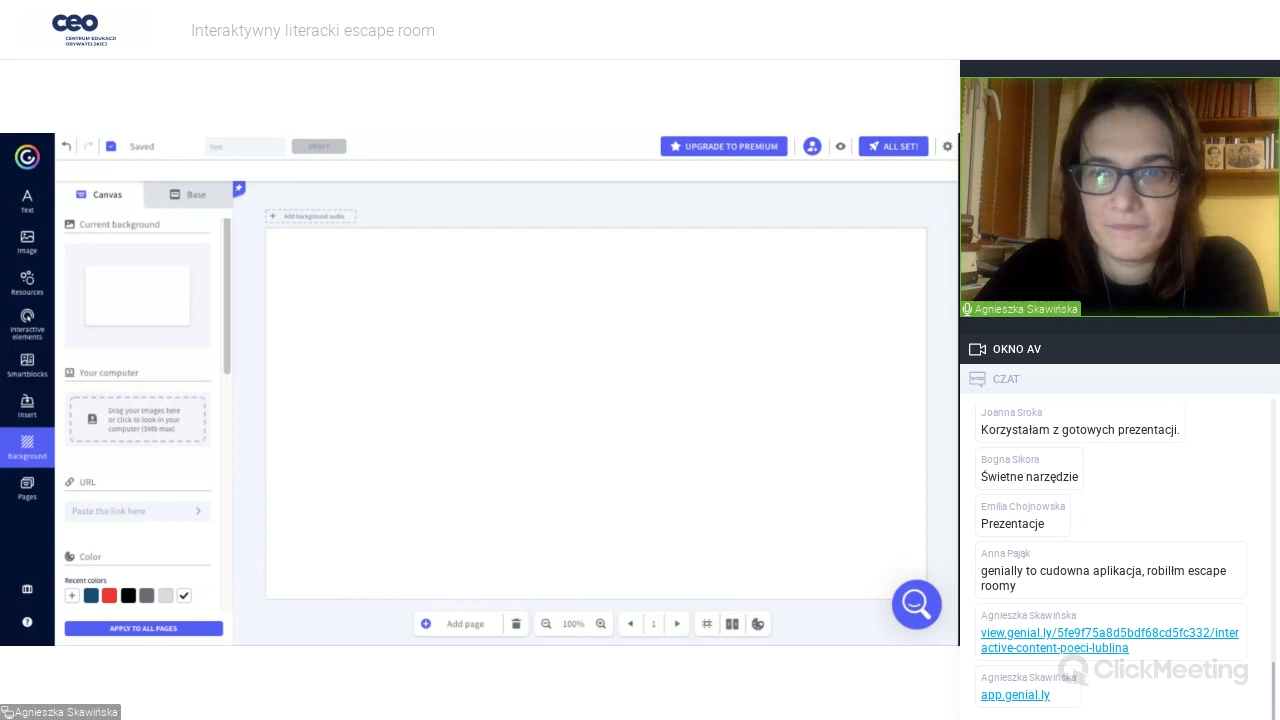 ceo
CENTRUM EDUKACJI
OBYWATELSKIEJ
Interaktywny literacki escape room
Saved
Test
DRAFT
UPGRADE TO PREMIUM
ALL SET!
Text
Image
Resources
Interactive
elements
Smartblocks
Insert
Background
Pages
Canvas
Base
Current background
Your computer
Drag your images here
or click to look in your
computer (5Mb max)
URL
Paste the link here
Color
Recent colors
APPLY TO ALL PAGES
Add background audio
Add page
100%
1
Agnieszka Skawińska
Agnieszka Skawińska
OKNO AV
CZAT
Joanna Sroka
Korzystałam z gotowych prezentacji.
Bogna Sikora
Świetne narzędzie
Emilia Chojnowska
Prezentacje
Anna Pająk
genially to cudowna aplikacja, robiłłm escape
roomy
Agnieszka Skawińska
view.genial.ly/5fe9f75a8d5bdf68cd5fc332/inter
active-content-poeci-lublina
Agnieszka Skawińska
app.genial.ly
ClickMeeting